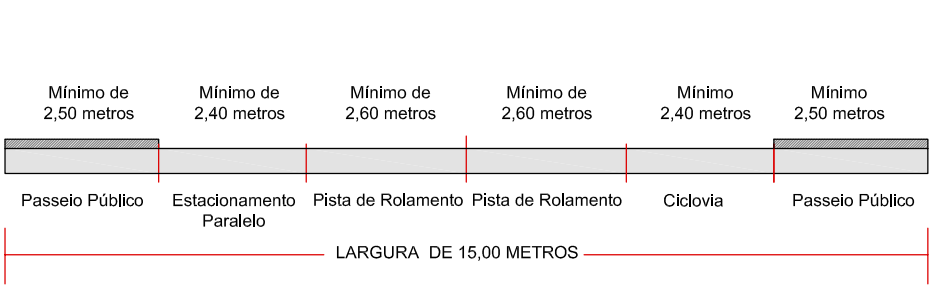 Mínimo de
2,50 metros
Mínimo de
2,40 metros
Mínimo de
2,60 metros
Mínimo de
2,60 metros
Mínimo
2,40 metros
Mínimo
2,50 metros
Passeio Público
Estacionamento
Paralelo
Pista de Rolamento
Pista de Rolamento
Ciclovia
Passeio Público
LARGURA DE 15,00 METROS